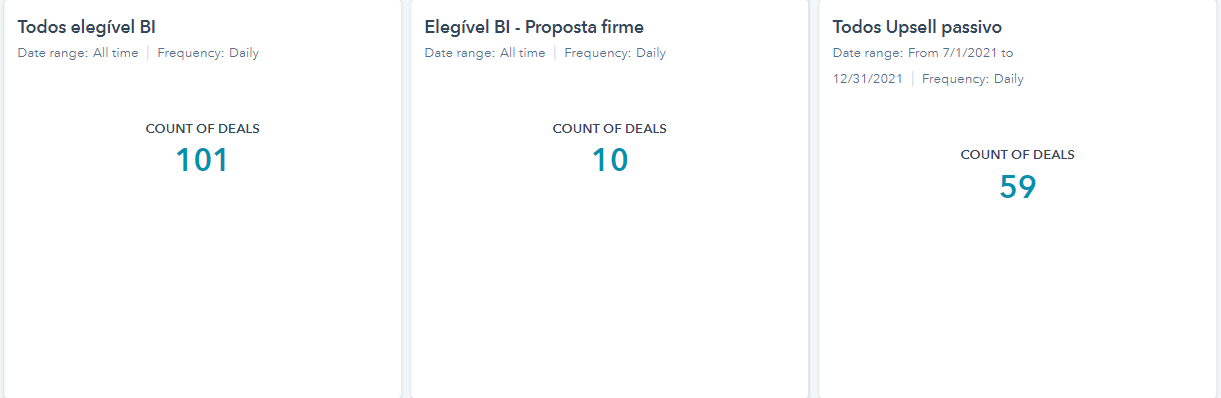 Todos elegível BI
Date range: All time | Frequency: Daily
COUNT OF DEALS
101
Elegível BI - Proposta firme
Date range: All time | Frequency: Daily
COUNT OF DEALS
10
Todos Upsell passivo
Date range: From 7/1/2021 to
12/31/2021 | Frequency: Daily
COUNT OF DEALS
59